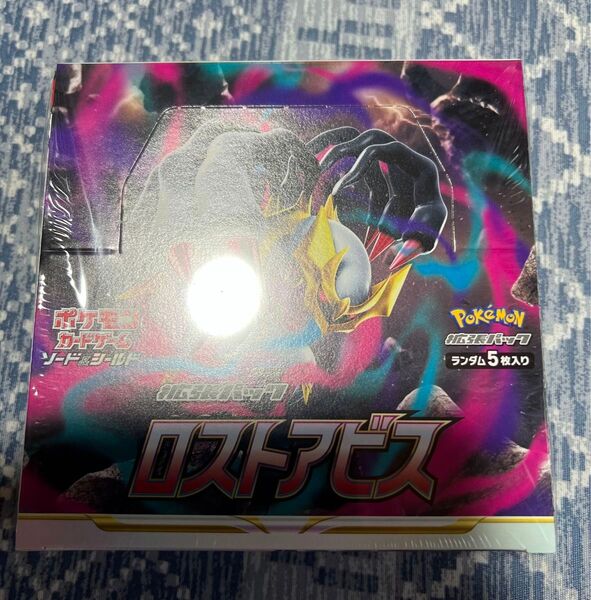 ポケモン
カードゲーム
ソード&シールド
POKÉMON
拡張パック
ランダム5枚入り
拡張パック
ロストアビス